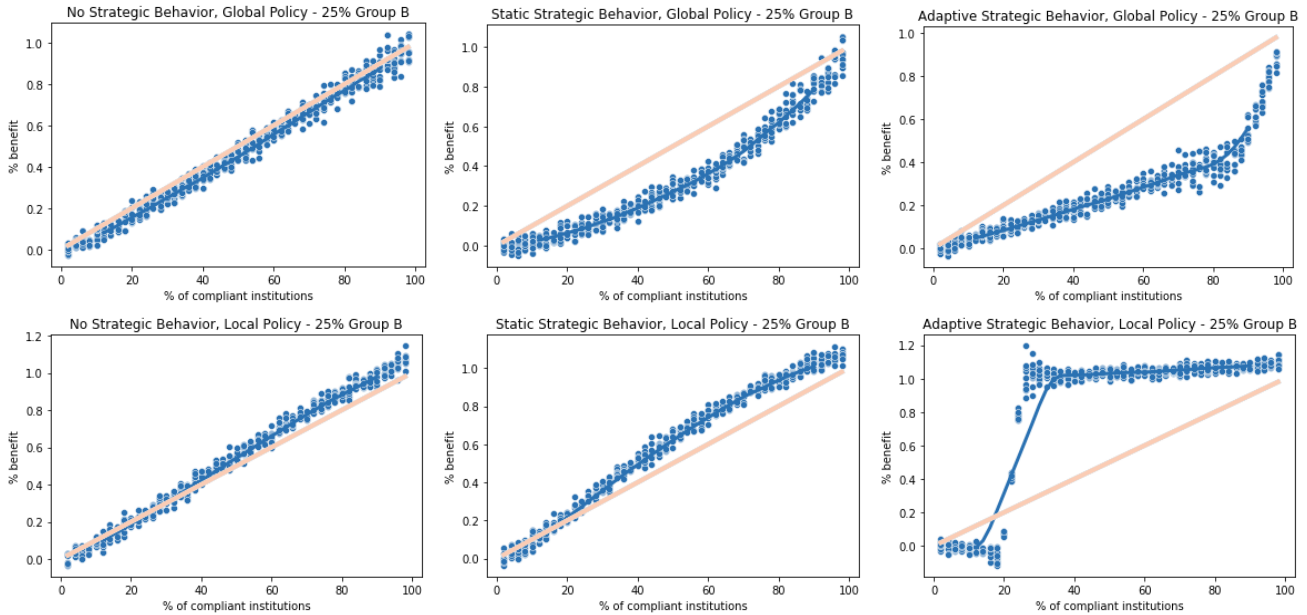 No Strategic Behavior, Global Policy - 25% Group B
1.0
0.8
0.6
0.4
0.2
0.0
% benefit
0 20 40 60 80 100
% of compliant institutions
Static Strategic Behavior, Global Policy - 25% Group B
1.0
0.8
0.6
0.4
0.2
0.0
% benefit
0 20 40 60 80 100
% of compliant institutions
Adaptive Strategic Behavior, Global Policy - 25% Group B
1.0
0.8
0.6
0.4
0.2
0.0
% benefit
0 20 40 60 80 100
% of compliant institutions
No Strategic Behavior, Local Policy - 25% Group B
1.2
1.0
0.8
0.6
0.4
0.2
0.0
% benefit
0 20 40 60 80 100
% of compliant institutions
Static Strategic Behavior, Local Policy - 25% Group B
1.0
0.8
0.6
0.4
0.2
0.0
% benefit
0 20 40 60 80 100
% of compliant institutions
Adaptive Strategic Behavior, Local Policy - 25% Group B
1.2
1.0
0.8
0.6
0.4
0.2
0.0
% benefit
0 20 40 60 80 100
% of compliant institutions